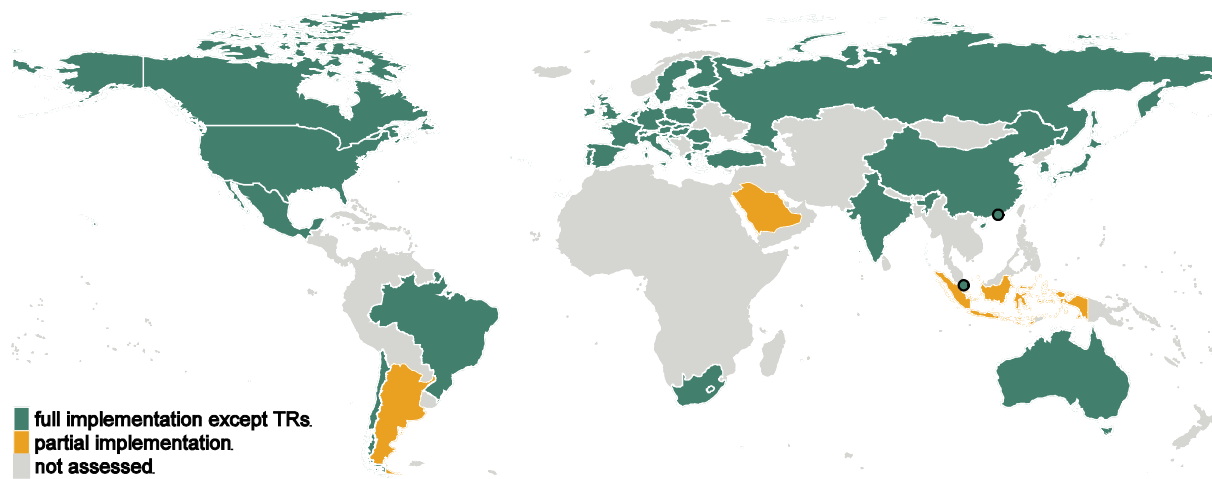 full implementation except TRs.
partial implementation.
not assessed.